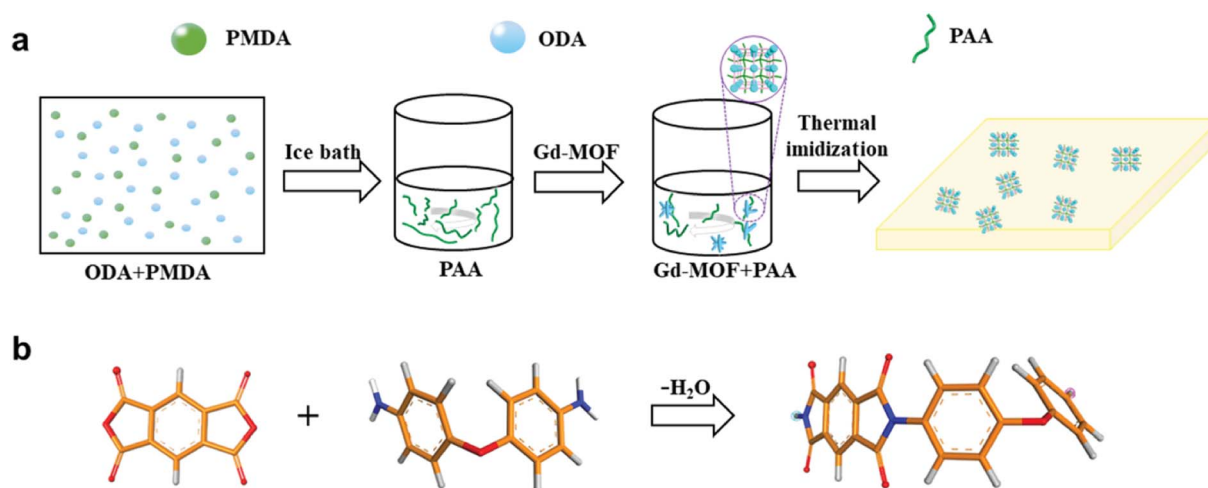 a
PMDA
ODA
PAA
Ice bath
Gd-MOF
Thermal
imidization
ODA+PMDA
PAA
Gd-MOF+PAA
b
+
−H₂O